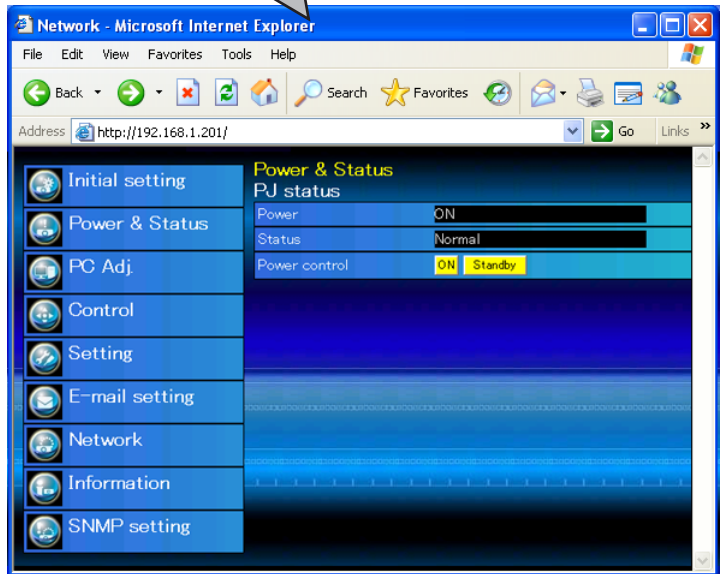 Network - Microsoft Internet Explorer
File Edit View Favorites Tools Help
Back Search Favorites
Address http://192.168.1.201/ Go Links »
Initial setting
Power & Status
PC Adj.
Control
Setting
E-mail setting
Network
Information
SNMP setting
Power & Status
PJ status
Power ON
Status Normal
Power control ON Standby